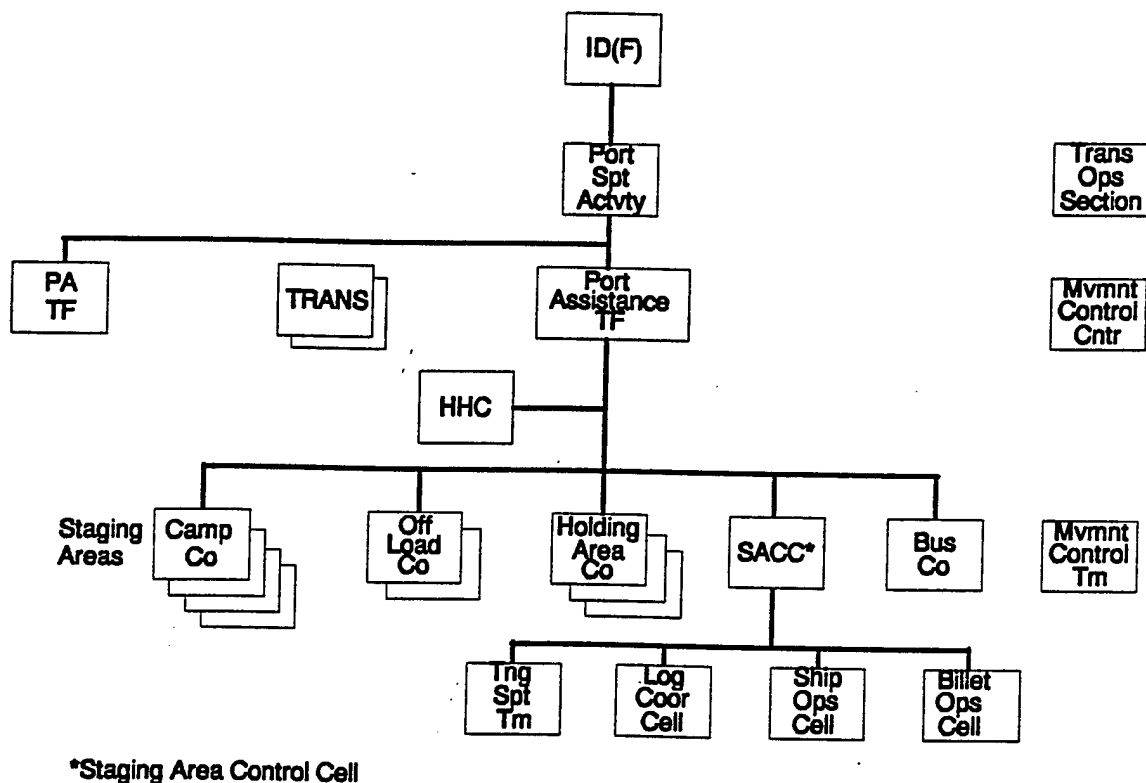 ID(F)
Port
Spt
Actvty
Trans
Ops
Section
PA
TF
TRANS
Port
Assistance
TF
Mvmnt
Control
Cntr
HHC
Staging
Areas
Camp
Co
Off
Load
Co
Holding
Area
Co
SACC*
Bus
Co
Mvmnt
Control
Tm
Tng
Spt
Tm
Log
Coor
Cell
Ship
Ops
Cell
Billet
Ops
Cell
*Staging Area Control Cell